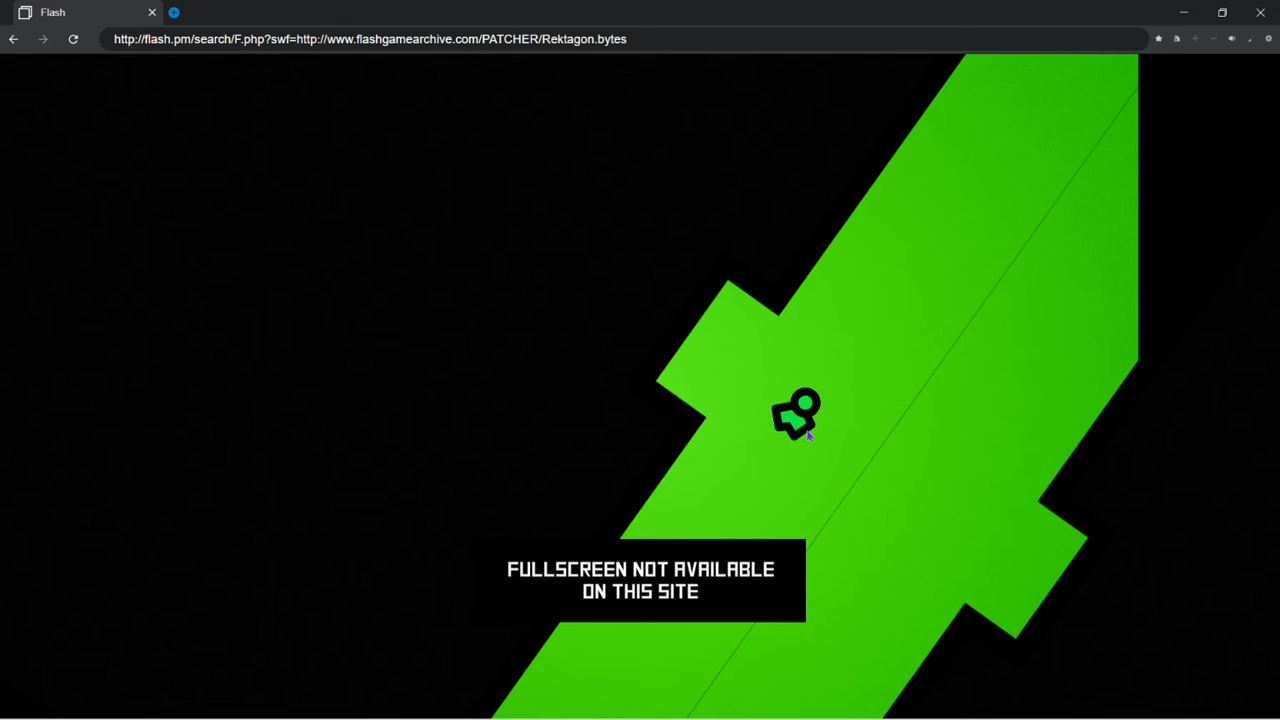 Flash
http://flash.pm/search/F.php?swf=http://www.flashgamearchive.com/PATCHER/Rektagon.bytes
FULLSCREEN NOT AVAILABLE
ON THIS SITE